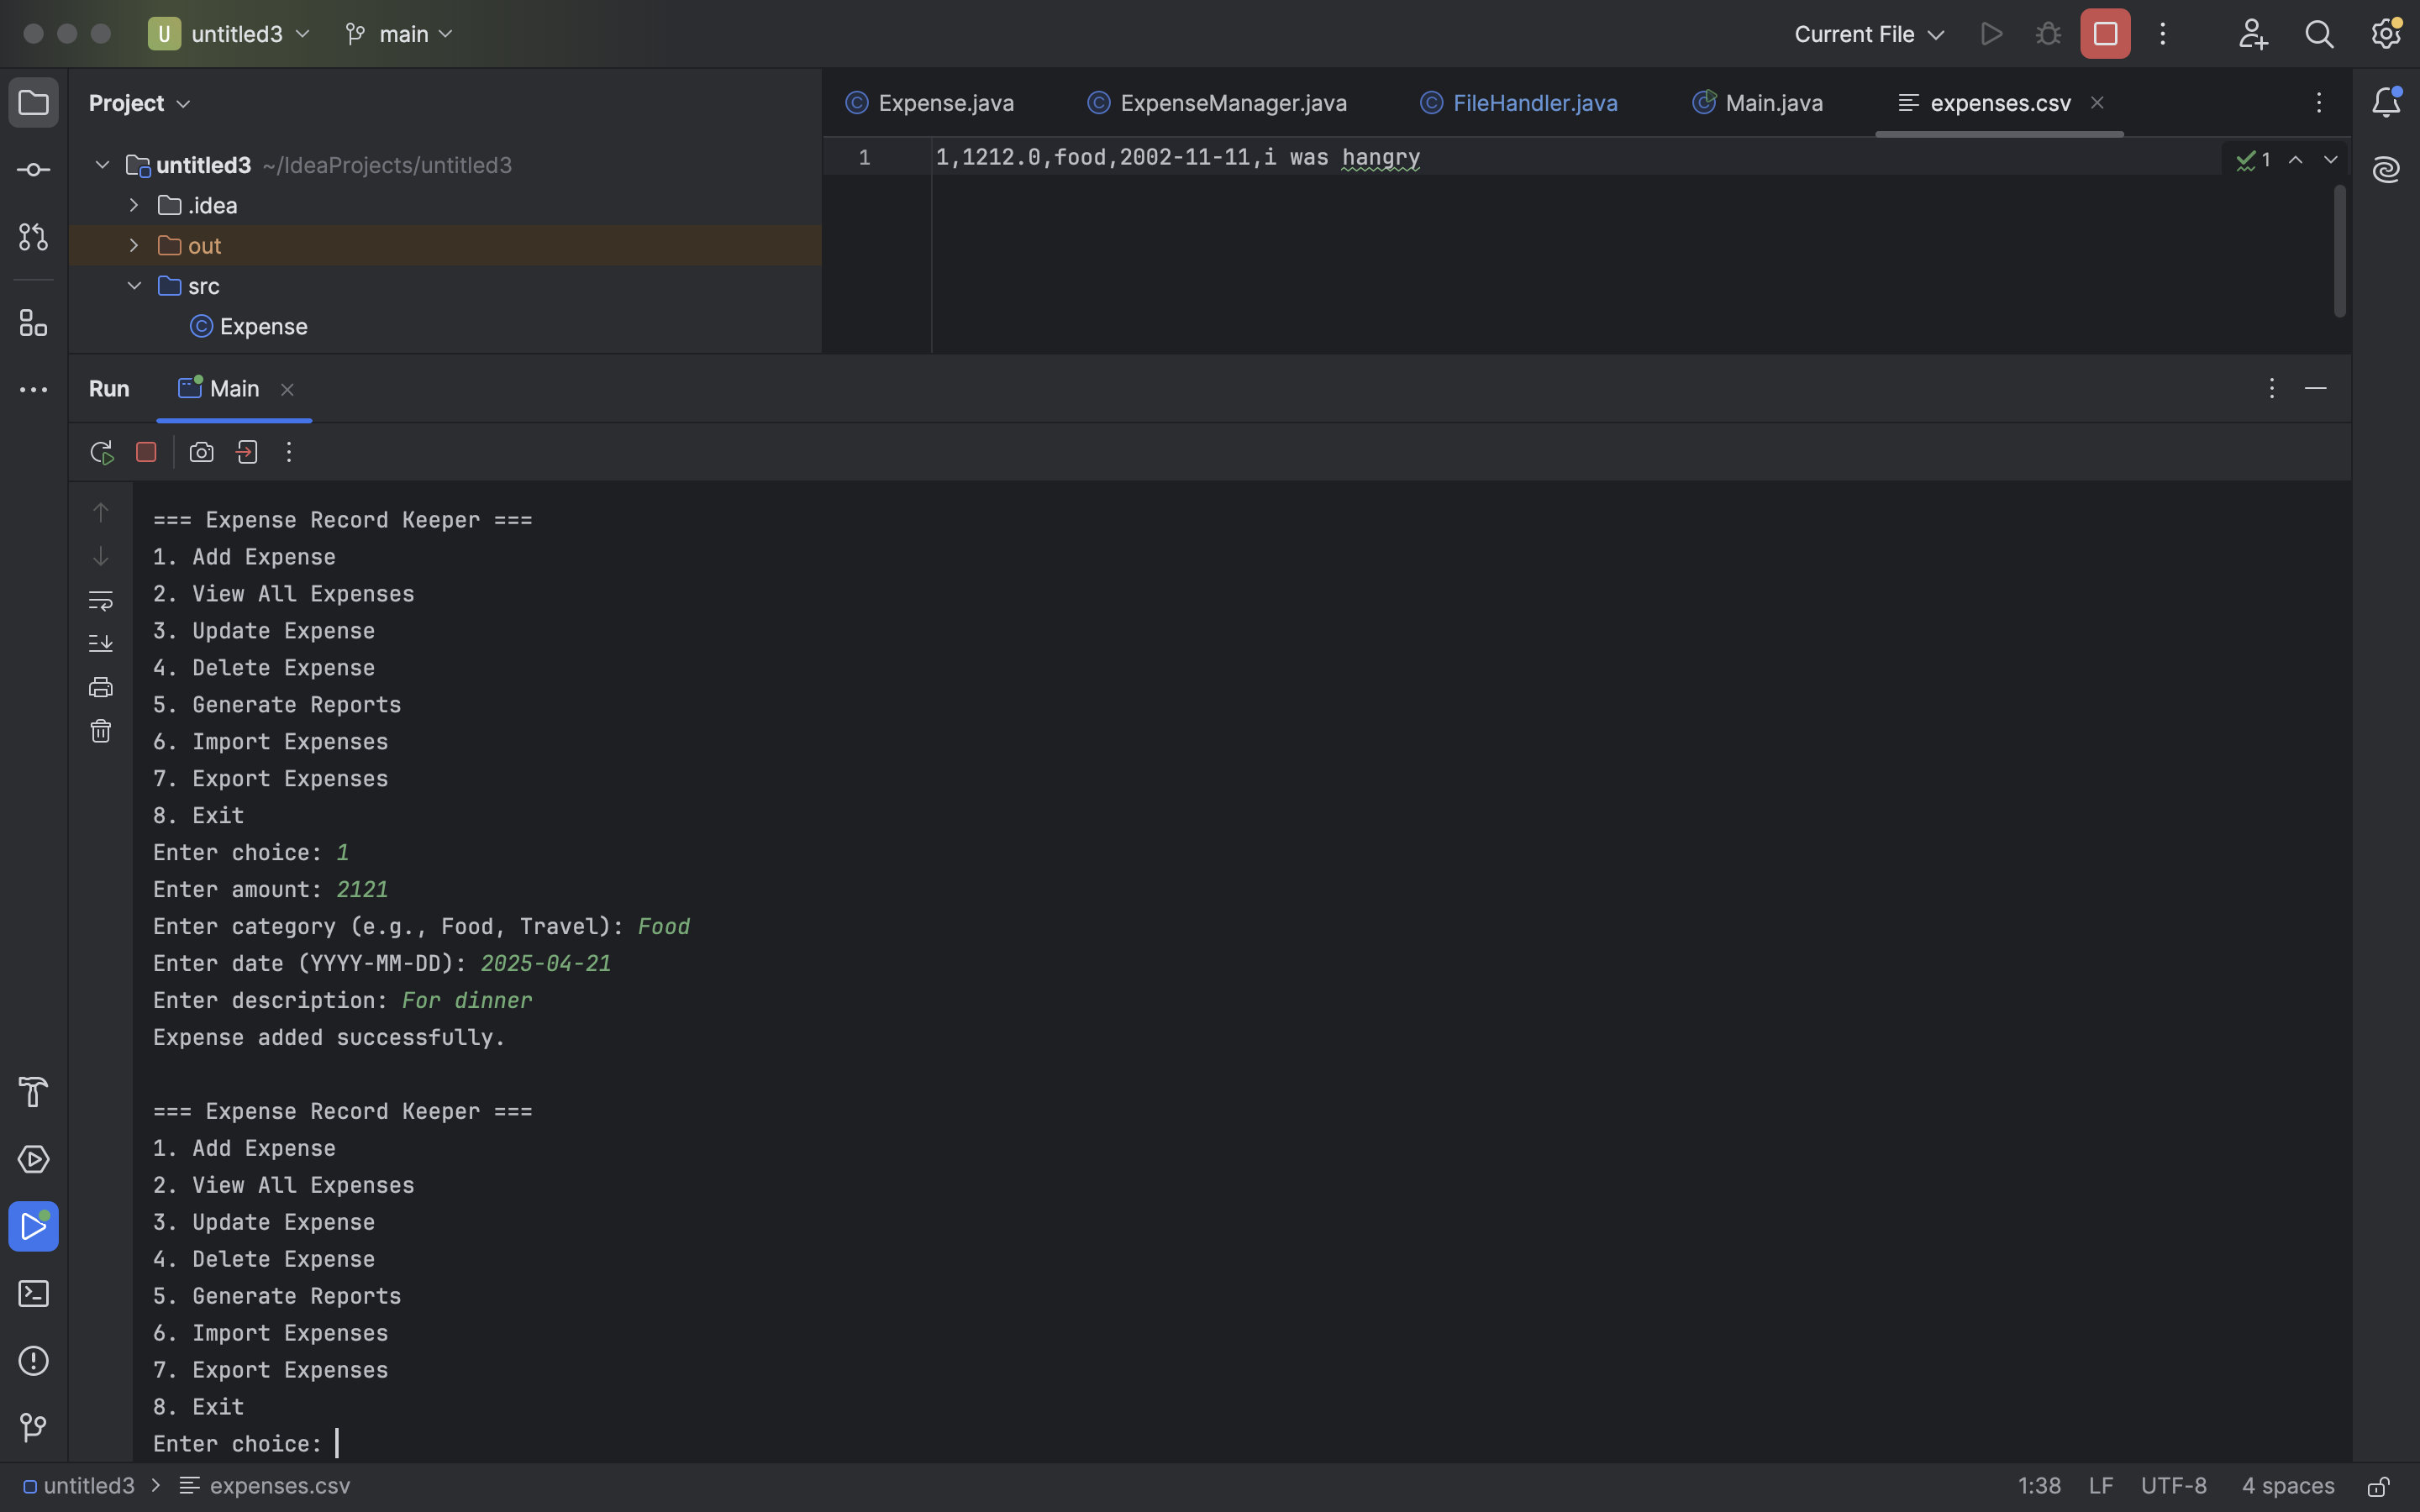 U untitled3 main Current File
Project
Expense.java ExpenseManager.java FileHandler.java Main.java expenses.csv
untitled3 ~/IdeaProjects/untitled3
1 1,1212.0,food,2002-11-11,i was hangry 1
.idea
out
src
C Expense
Run Main
=== Expense Record Keeper ===
1. Add Expense
2. View All Expenses
3. Update Expense
4. Delete Expense
5. Generate Reports
6. Import Expenses
7. Export Expenses
8. Exit
Enter choice: 1
Enter amount: 2121
Enter category (e.g., Food, Travel): Food
Enter date (YYYY-MM-DD): 2025-04-21
Enter description: For dinner
Expense added successfully.
=== Expense Record Keeper ===
1. Add Expense
2. View All Expenses
3. Update Expense
4. Delete Expense
5. Generate Reports
6. Import Expenses
7. Export Expenses
8. Exit
Enter choice:
untitled3 > expenses.csv 1:38 LF UTF-8 4 spaces